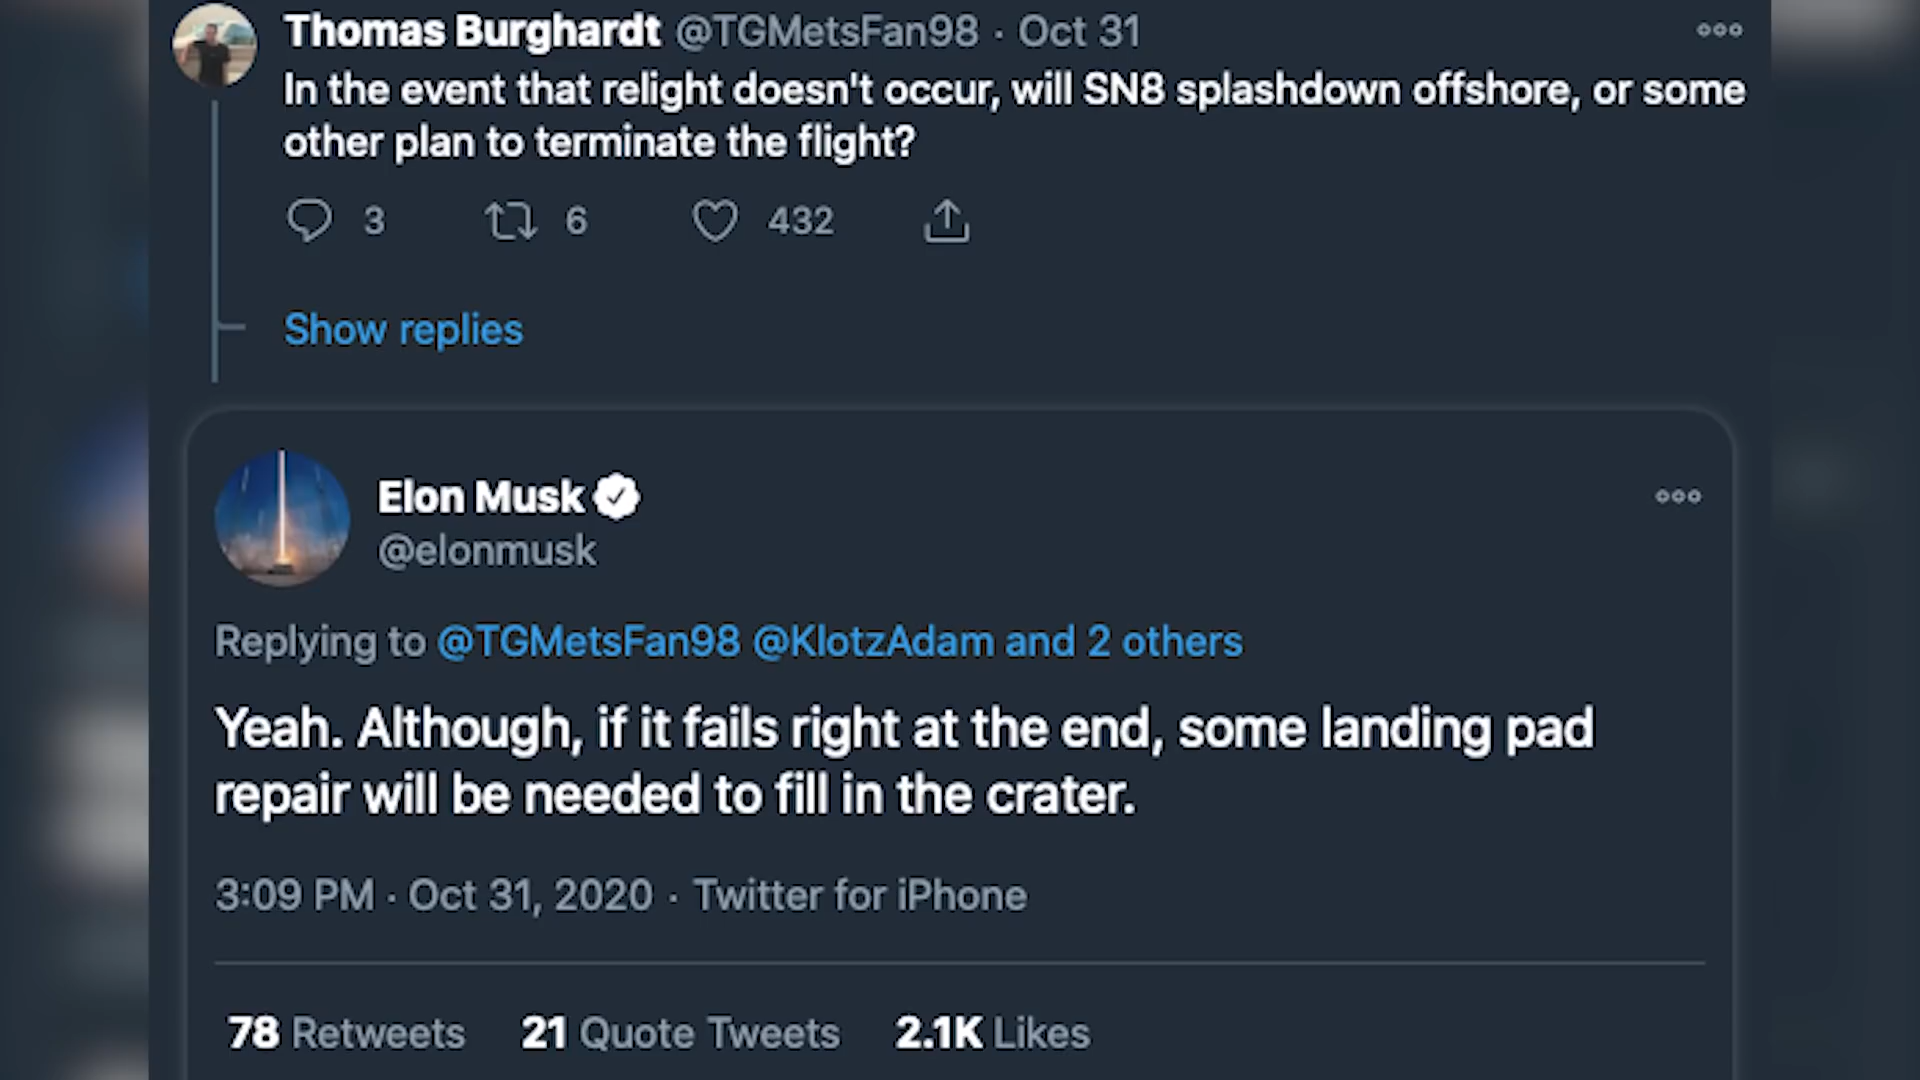 Thomas Burghardt @TGMetsFan98 · Oct 31
In the event that relight doesn't occur, will SN8 splashdown offshore, or some
other plan to terminate the flight?
3 6 432
Show replies
Elon Musk
@elonmusk
Replying to @TGMetsFan98 @KlotzAdam and 2 others
Yeah. Although, if it fails right at the end, some landing pad
repair will be needed to fill in the crater.
3:09 PM · Oct 31, 2020 · Twitter for iPhone
78 Retweets 21 Quote Tweets 2.1K Likes